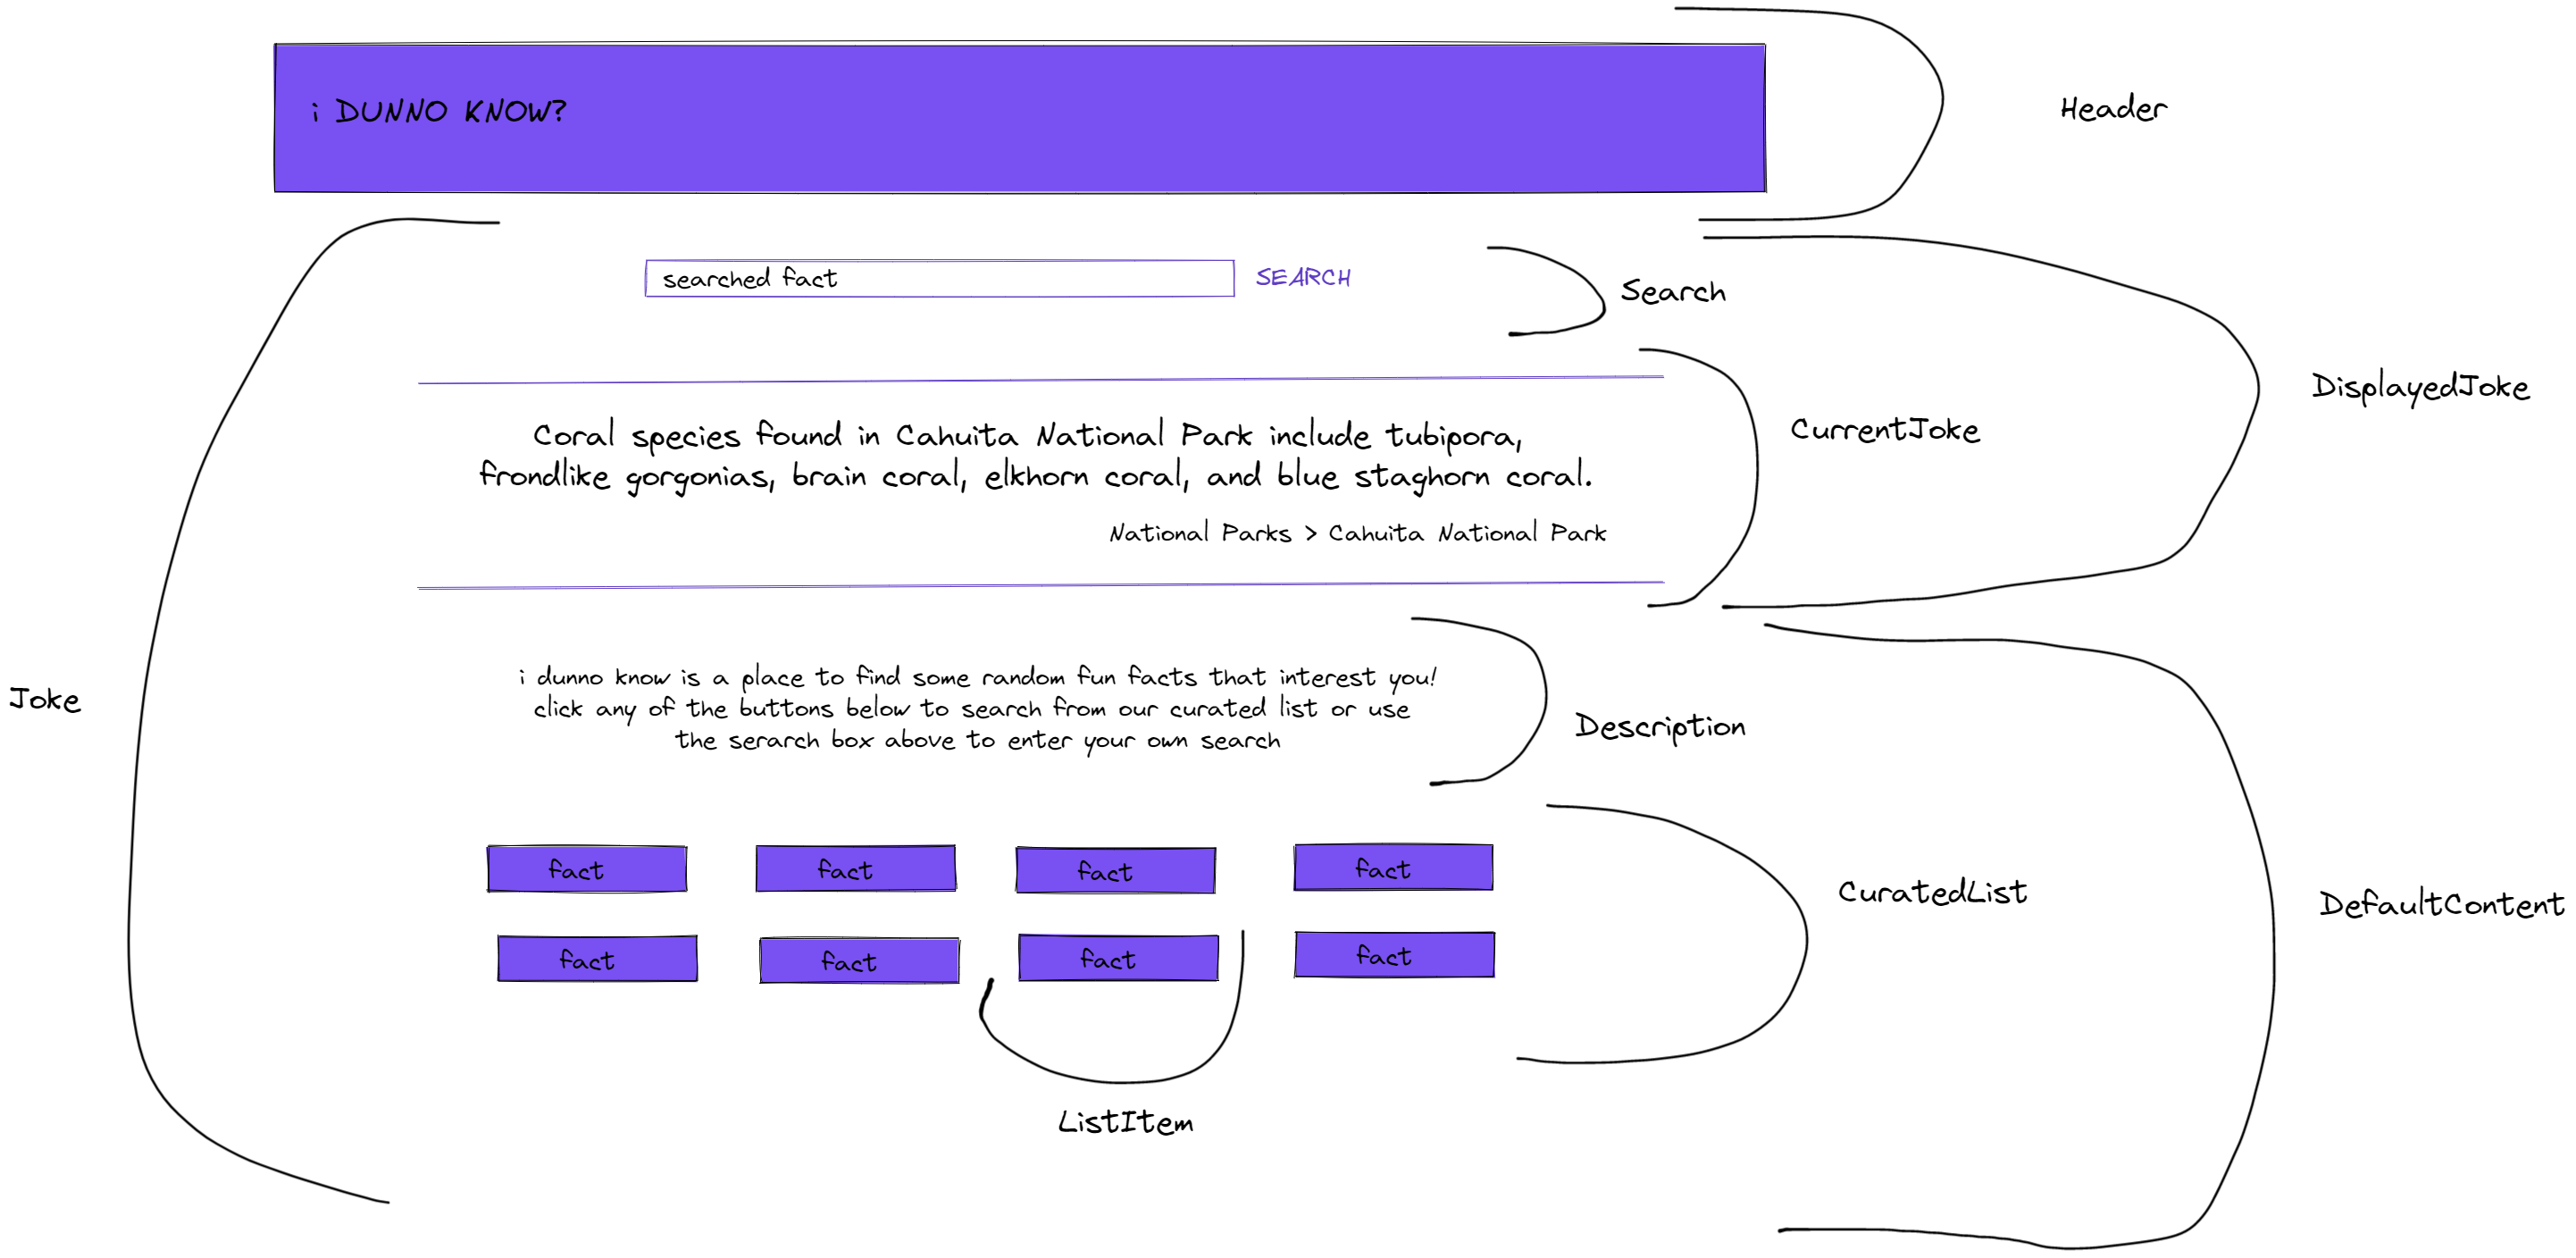 i DUNNO KNOW?
Header
searched fact
SEARCH
Search
DisplayedJoke
Coral species found in Cahuita National Park include tubipora,
frondlike gorgonias, brain coral, elkhorn coral, and blue staghorn coral.
National Parks > Cahuita National Park
CurrentJoke
Joke
i dunno know is a place to find some random fun facts that interest you!
click any of the buttons below to search from our curated list or use
the serarch box above to enter your own search
Description
fact
fact
fact
fact
fact
fact
fact
fact
CuratedList
DefaultContent
ListItem